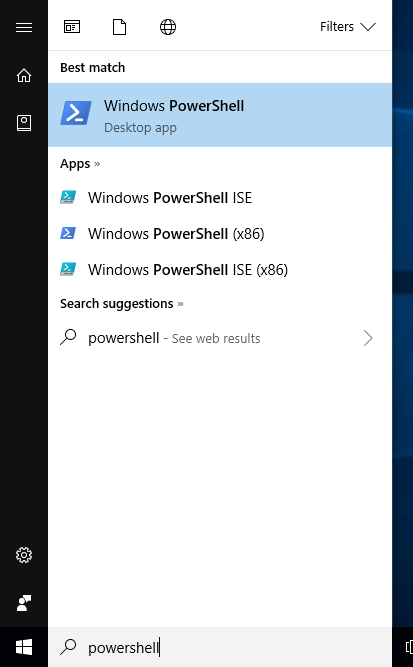 Filters
Best match
Windows PowerShell
Desktop app
Apps »
Windows PowerShell ISE
Windows PowerShell (x86)
Windows PowerShell ISE (x86)
Search suggestions »
powershell - See web results
powershell